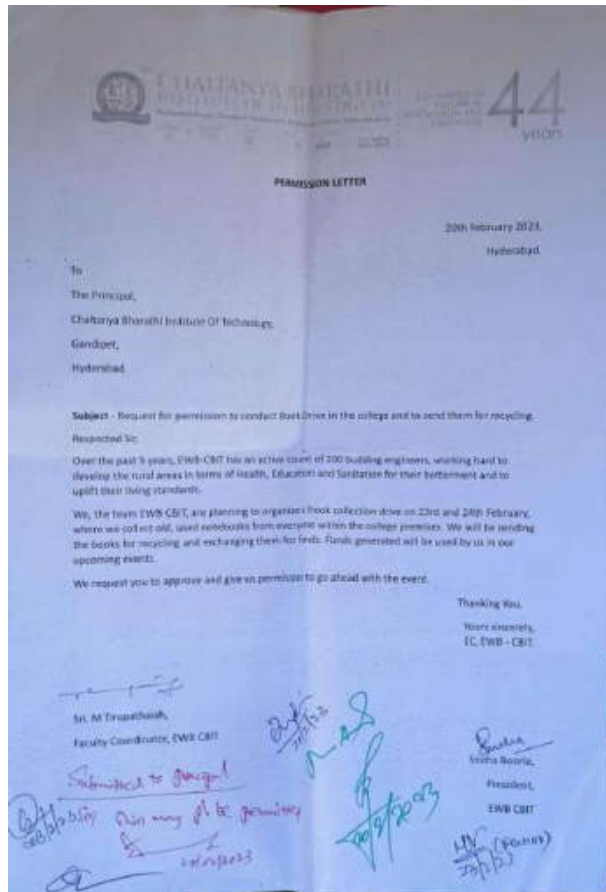 CHAITANYA BHARATHI
INSTITUTE OF TECHNOLOGY
44
years
PERMISSION LETTER
20th February 2023,
Hyderabad
To
The Principal,
Chaitanya Bharathi Institute Of Technology,
Gandipet,
Hyderabad
Subject - Request for permission to conduct Book Drive in the college and to send them for recycling.
Respected Sir,
Over the past 9 years, EWB-CBIT has an active count of 200 budding engineers, working hard to
develop the rural areas in terms of Health, Education and Sanitation for their betterment and to
uplift their living standards.
We, the team EWB CBIT, are planning to organize book collection drive on 23rd and 24th February,
where we collect old, used notebooks from everyone within the college premises. We will be sending
the books for recycling and exchanging them for funds. Funds generated will be used by us in our
upcoming events.
We request you to approve and give us permission to go ahead with the event.
Thanking You.
Yours sincerely,
EC, EWB - CBIT
Sri. M Tirupathaiah,
Faculty Coordinator, EWB CBIT
President,
EWB CBIT
Submitted to Principal
may pl be permitted
20/2/2023